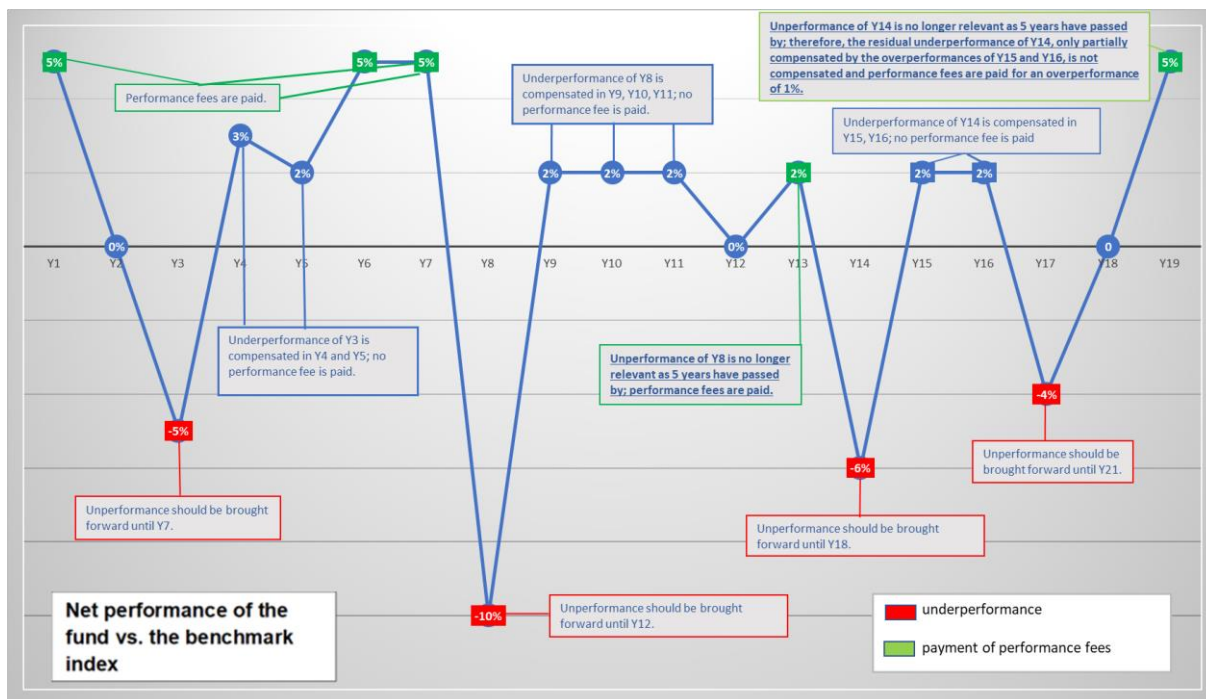 Unperformance of Y14 is no longer relevant as 5 years have passed
by; therefore, the residual underperformance of Y14, only partially
compensated by the overperformances of Y15 and Y16, is not
compensated and performance fees are paid for an overperformance
of 1%.
5%
5%
5%
5%
Performance fees are paid.
Underperformance of Y8 is
compensated in Y9, Y10, Y11; no
performance fee is paid.
Underperformance of Y14 is compensated in
Y15, Y16; no performance fee is paid
3%
2%
2%
2%
2%
2%
2%
2%
0%
0%
0
Y1
Y2
Y3
Y4
Y5
Y6
Y7
Y8
Y9
Y10
Y11
Y12
Y13
Y14
Y15
Y16
Y17
Y18
Y19
Underperformance of Y3 is
compensated in Y4 and Y5; no
performance fee is paid.
Unperformance of Y8 is no longer
relevant as 5 years have passed
by; performance fees are paid.
-5%
-4%
-6%
Unperformance should be
brought forward until Y21.
Unperformance should be brought
forward until Y7.
Unperformance should be brought
forward until Y18.
-10%
Unperformance should be brought
forward until Y12.
Net performance of the
fund vs. the benchmark
index
underperformance
payment of performance fees